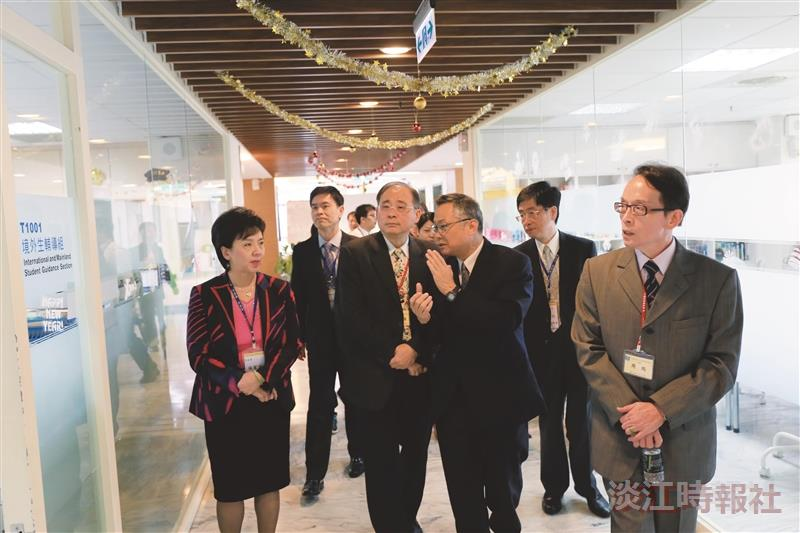 T1001
境外生輔導組
International and Mainland
Student Guidance Section
HAPPY
NEW
YEAR!
淡江時報社